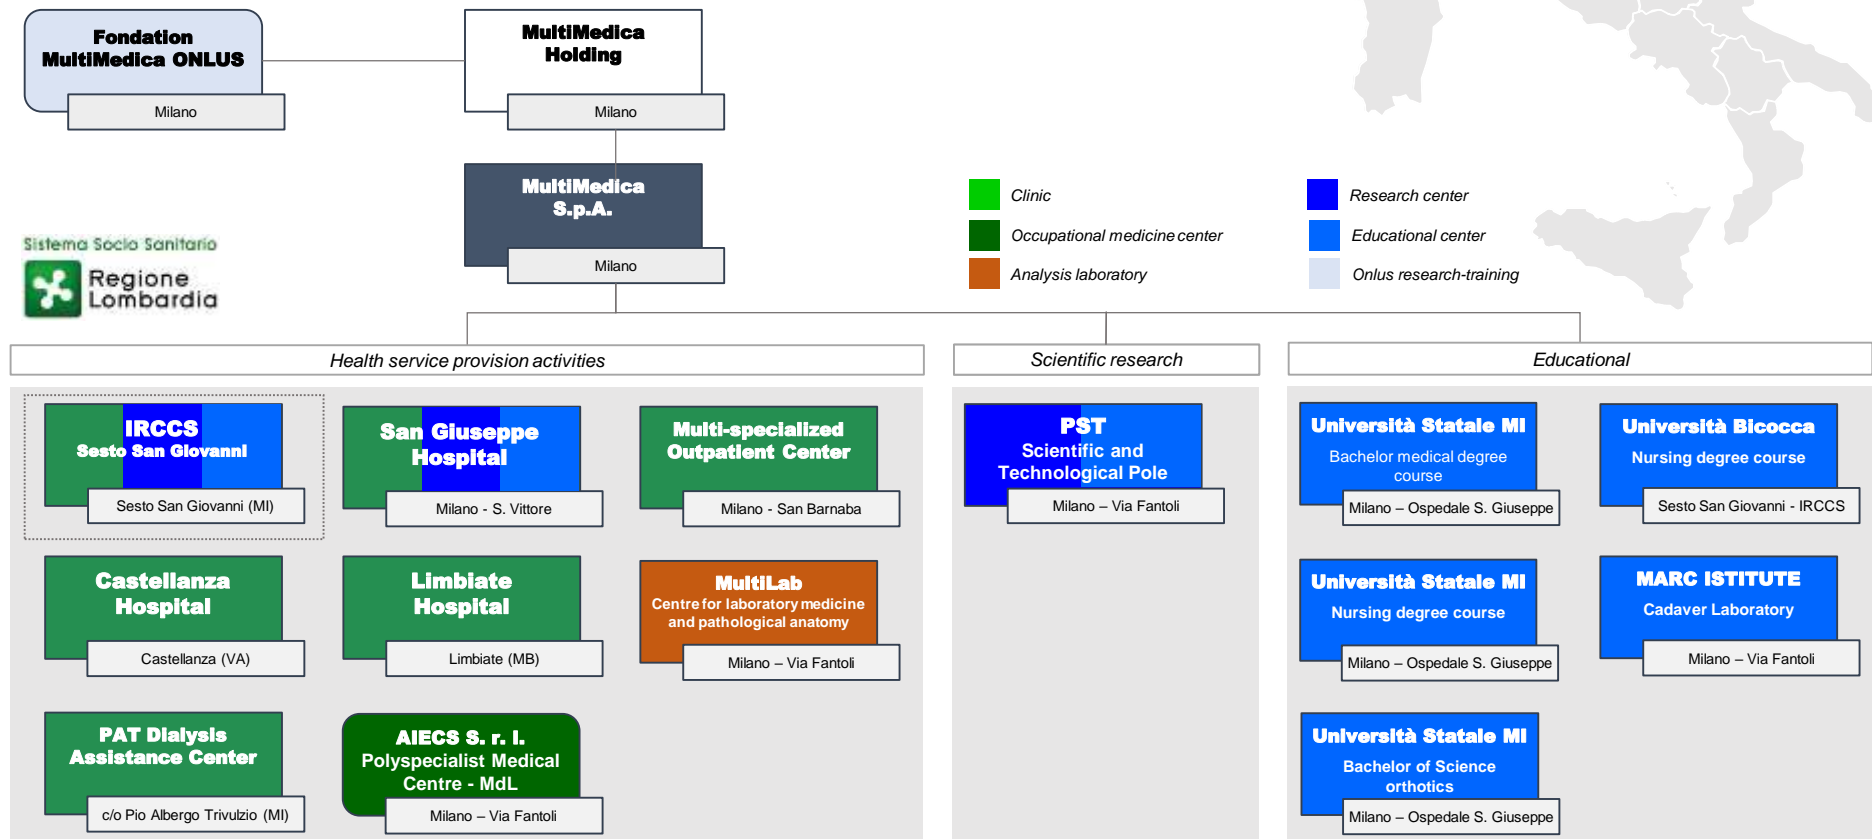 Fondation
MultiMedica ONLUS
Milano
MultiMedica
Holding
Milano
MultiMedica
S.p.A.
Milano
Sistema Socio Sanitario
Regione
Lombardia
Clinic
Occupational medicine center
Analysis laboratory
Research center
Educational center
Onlus research-training
Health service provision activities
IRCCS
Sesto San Giovanni
Sesto San Giovanni (MI)
San Giuseppe
Hospital
Milano - S. Vittore
Multi-specialized
Outpatient Center
Milano - San Barnaba
Castellanza
Hospital
Castellanza (VA)
Limbiate
Hospital
Limbiate (MB)
MultiLab
Centre for laboratory medicine
and pathological anatomy
Milano – Via Fantoli
PAT Dialysis
Assistance Center
c/o Pio Albergo Trivulzio (MI)
AIECS S. r. l.
Polyspecialist Medical
Centre - MdL
Milano – Via Fantoli
Scientific research
PST
Scientific and
Technological Pole
Milano – Via Fantoli
Educational
Università Statale MI
Bachelor medical degree
course
Milano – Ospedale S. Giuseppe
Università Bicocca
Nursing degree course
Sesto San Giovanni - IRCCS
Università Statale MI
Nursing degree course
Milano – Ospedale S. Giuseppe
MARC ISTITUTE
Cadaver Laboratory
Milano – Via Fantoli
Università Statale MI
Bachelor of Science
orthotics
Milano – Ospedale S. Giuseppe